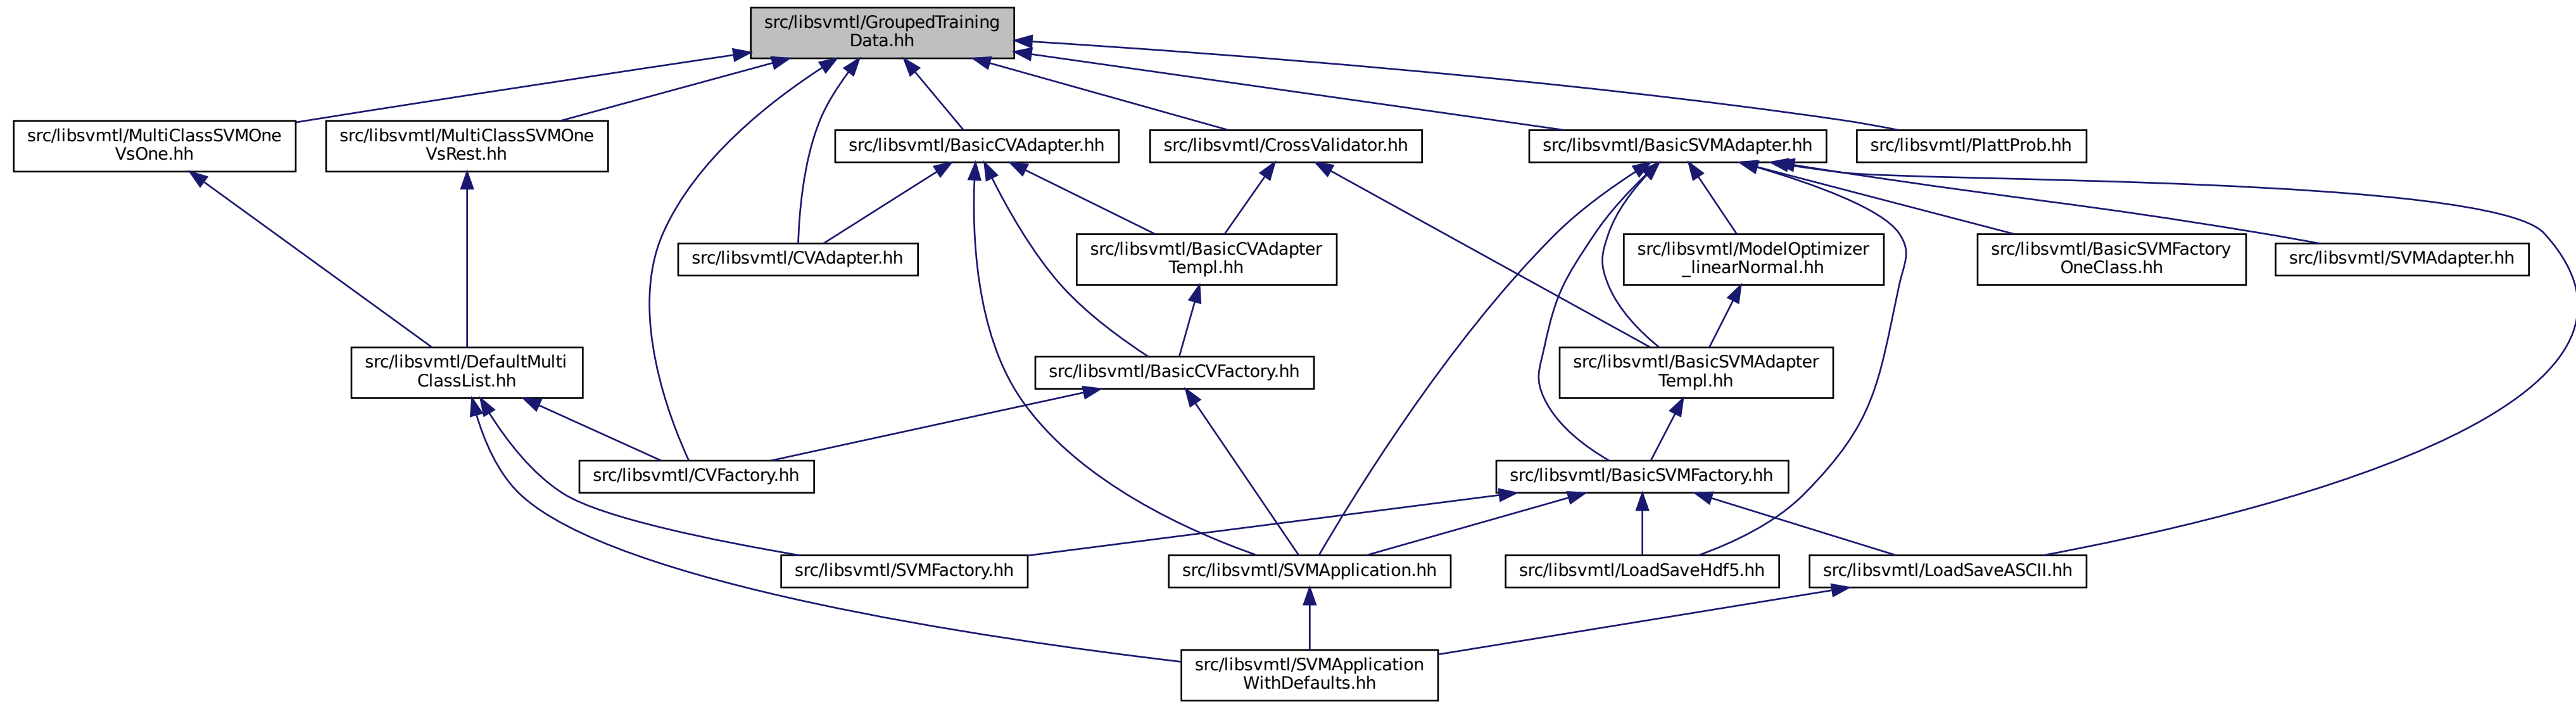 src/libsvmtl/GroupedTraining
Data.hh
src/libsvmtl/MultiClassSVMOne
VsOne.hh
src/libsvmtl/MultiClassSVMOne
VsRest.hh
src/libsvmtl/BasicCVAdapter.hh
src/libsvmtl/CrossValidator.hh
src/libsvmtl/BasicSVMAdapter.hh
src/libsvmtl/PlattProb.hh
src/libsvmtl/CVAdapter.hh
src/libsvmtl/BasicCVAdapter
Templ.hh
src/libsvmtl/ModelOptimizer
_linearNormal.hh
src/libsvmtl/BasicSVMFactory
OneClass.hh
src/libsvmtl/SVMAdapter.hh
src/libsvmtl/DefaultMulti
ClassList.hh
src/libsvmtl/BasicCVFactory.hh
src/libsvmtl/BasicSVMAdapter
Templ.hh
src/libsvmtl/CVFactory.hh
src/libsvmtl/BasicSVMFactory.hh
src/libsvmtl/SVMFactory.hh
src/libsvmtl/SVMApplication.hh
src/libsvmtl/LoadSaveHdf5.hh
src/libsvmtl/LoadSaveASCII.hh
src/libsvmtl/SVMApplication
WithDefaults.hh